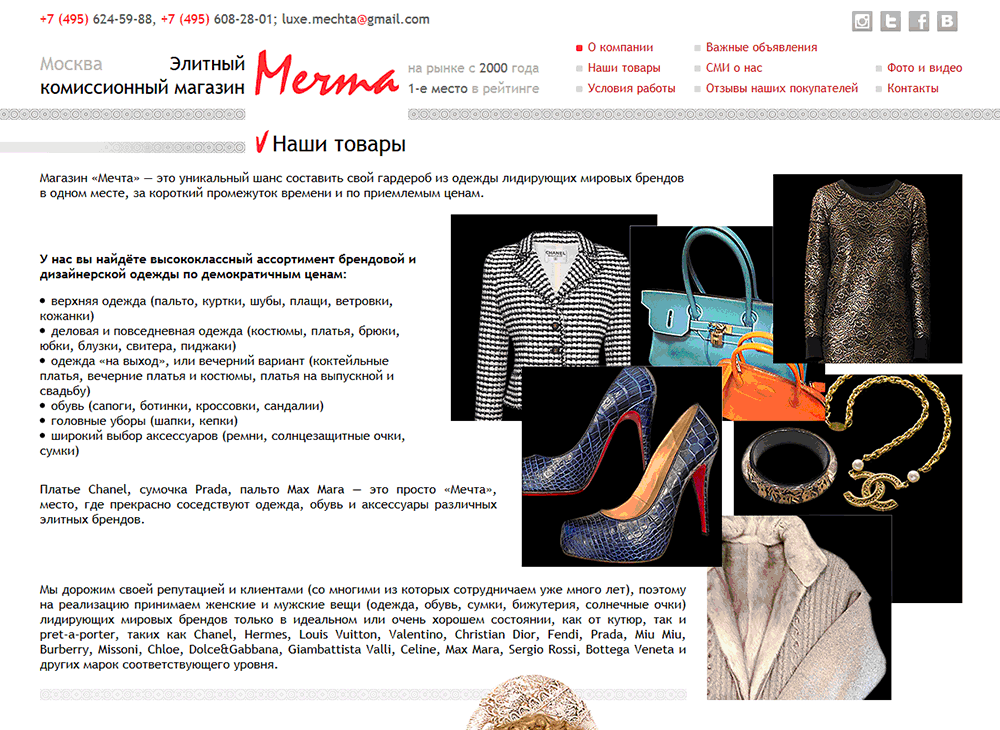 +7 (495) 624-59-88, +7 (495) 608-28-01; luxe.mechta@gmail.com
Москва Элитный
комиссионный магазин
Мечта
на рынке с 2000 года
1-е место в рейтинге
О компании
Наши товары
Условия работы
Важные объявления
СМИ о нас
Отзывы наших покупателей
Фото и видео
Контакты
Наши товары
Магазин «Мечта» — это уникальный шанс составить свой гардероб из одежды лидирующих мировых брендов
в одном месте, за короткий промежуток времени и по приемлемым ценам.
У нас вы найдёте высококлассный ассортимент брендовой и
дизайнерской одежды по демократичным ценам:
• верхняя одежда (пальто, куртки, шубы, плащи, ветровки,
кожанки)
• деловая и повседневная одежда (костюмы, платья, брюки,
юбки, блузки, свитера, пиджаки)
• одежда «на выход», или вечерний вариант (коктейльные
платья, вечерние платья и костюмы, платья на выпускной и
свадьбу)
• обувь (сапоги, ботинки, кроссовки, сандалии)
• головные уборы (шапки, кепки)
• широкий выбор аксессуаров (ремни, солнцезащитные очки,
сумки)
CHANEL
Платье Chanel, сумочка Prada, пальто Max Mara — это просто «Мечта»,
место, где прекрасно соседствуют одежда, обувь и аксессуары различных
элитных брендов.
Мы дорожим своей репутацией и клиентами (со многими из которых сотрудничаем уже много лет), поэтому
на реализацию принимаем женские и мужские вещи (одежда, обувь, сумки, бижутерия, солнечные очки)
лидирующих мировых брендов только в идеальном или очень хорошем состоянии, как от кутюр, так и
pret-a-porter, таких как Chanel, Hermes, Louis Vuitton, Valentino, Christian Dior, Fendi, Prada, Miu Miu,
Burberry, Missoni, Chloe, Dolce&Gabbana, Giambattista Valli, Celine, Max Mara, Sergio Rossi, Bottega Veneta и
других марок соответствующего уровня.